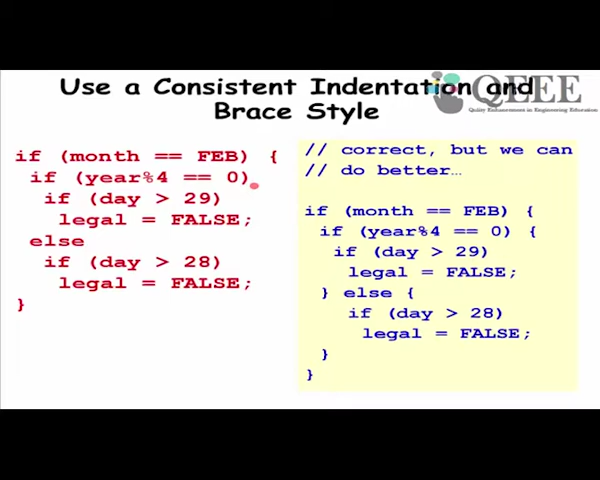 Use a Consistent Indentation and
Brace Style
QEEE
Quality Enhancement in Engineering Education
if (month == FEB) {
if (year%4 == 0)
if (day > 29)
legal = FALSE;
else
if (day > 28)
legal = FALSE;
}
// correct, but we can
// do better…
if (month == FEB) {
if (year%4 == 0) {
if (day > 29)
legal = FALSE;
} else {
if (day > 28)
legal = FALSE;
}
}